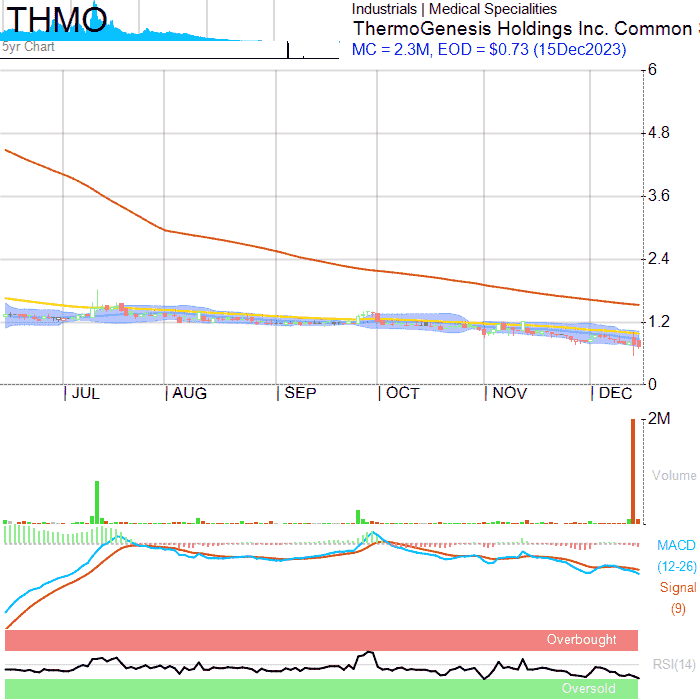 THMO
5yr Chart
Industrials | Medical Specialities
ThermoGenesis Holdings Inc. Common
MC = 2.3M, EOD = $0.73 (15Dec2023)
6
4.8
3.6
2.4
1.2
0
JUL AUG SEP OCT NOV DEC
2M
Volume
MACD
(12-26)
Signal
(9)
Overbought
RSI(14)
Oversold